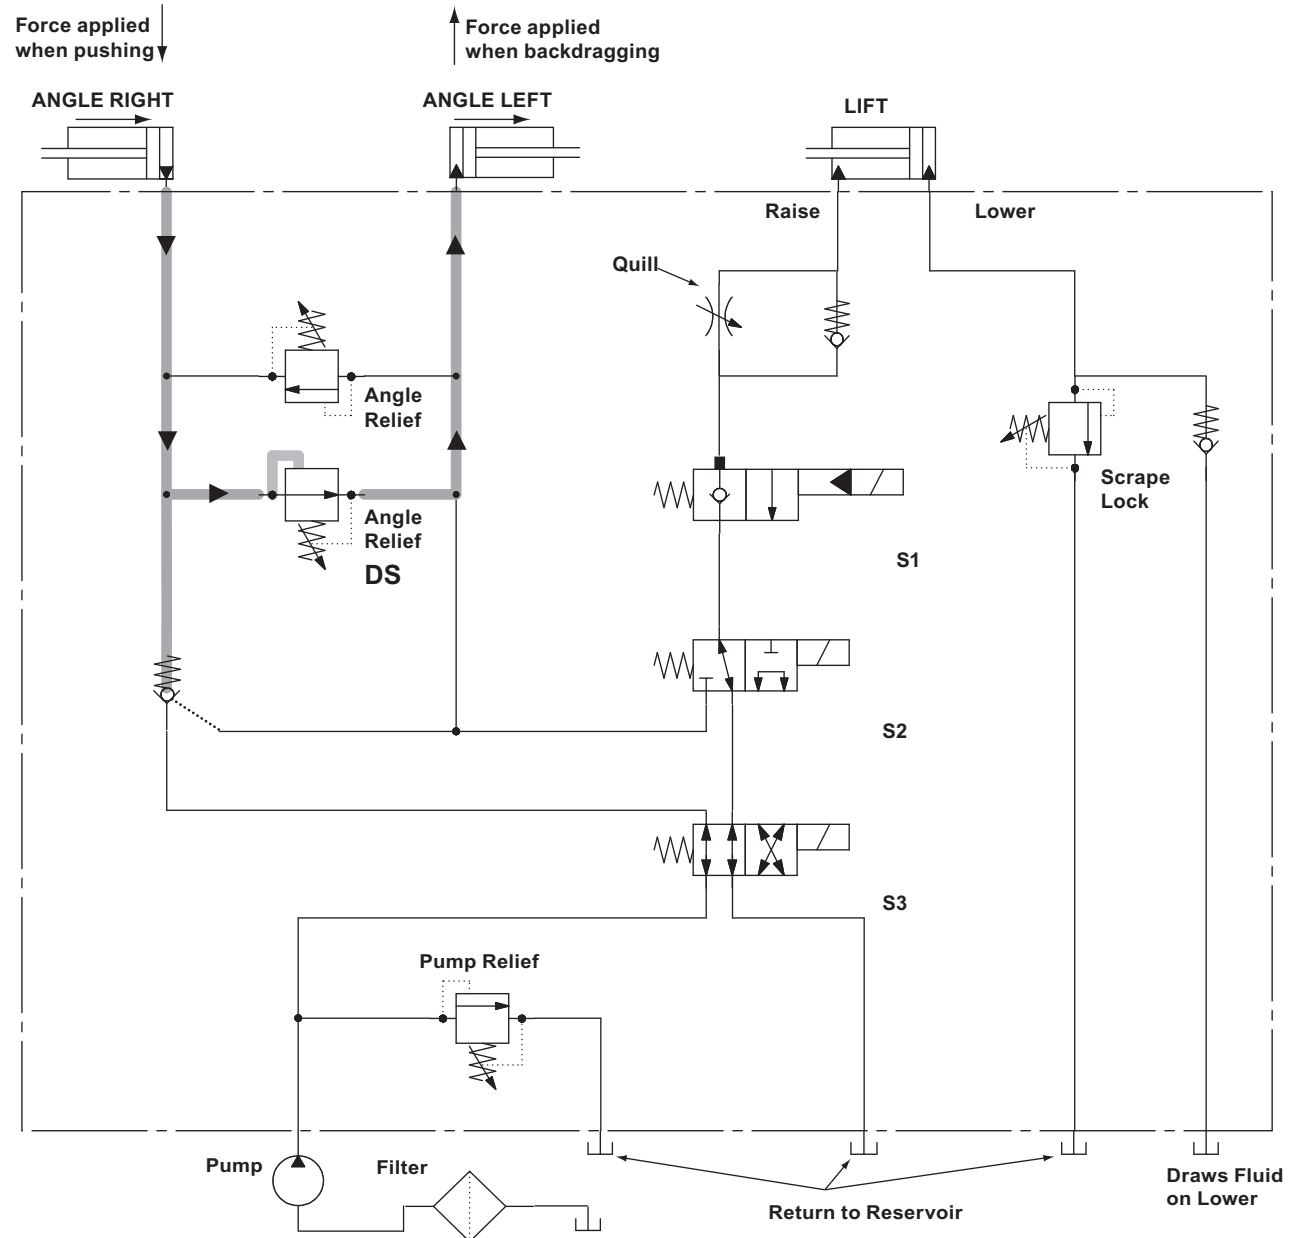 Force applied
when pushing
Force applied
when backdragging
ANGLE RIGHT
ANGLE LEFT
LIFT
Raise
Lower
Quill
Angle
Relief
Angle
Relief
DS
Scrape
Lock
S1
S2
S3
Pump Relief
Pump
Filter
Draws Fluid
on Lower
Return to Reservoir